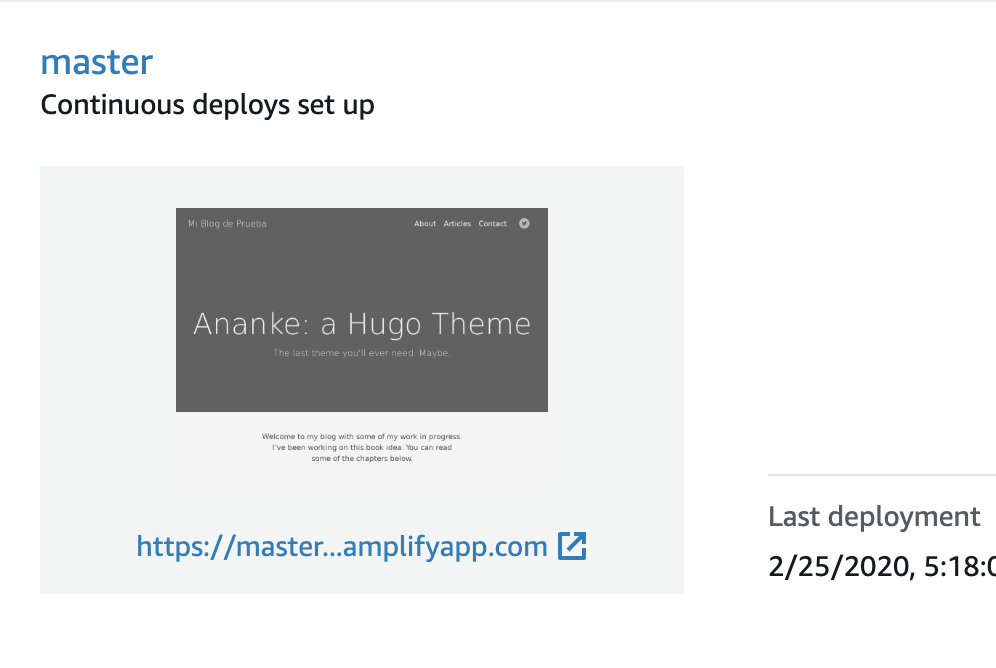 master
Continuous deploys set up
Mi Blog de Prueba
About Articles Contact
Ananke: a Hugo Theme
The last theme you'll ever need. Maybe.
Welcome to my blog with some of my work in progress.
I've been working on this book idea. You can read
some of the chapters below.
https://master...amplifyapp.com
Last deployment
2/25/2020, 5:18:0